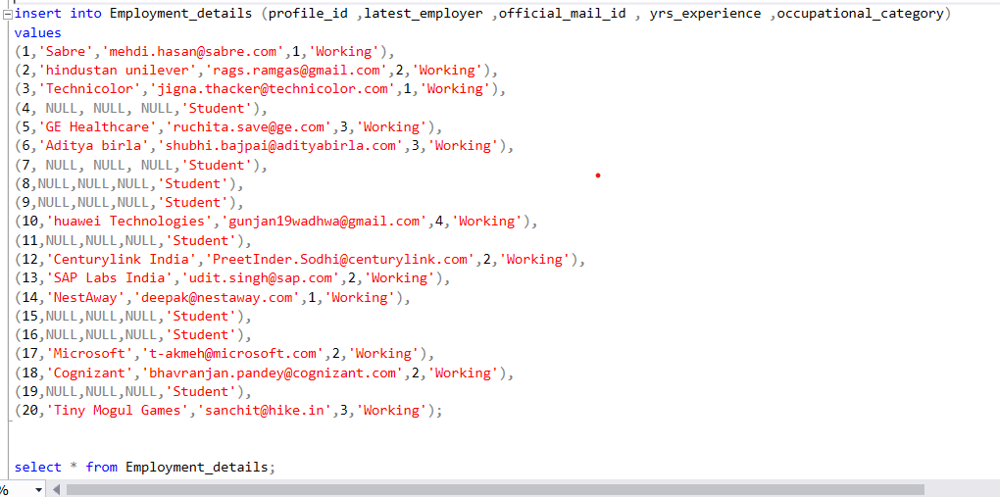 insert into Employment_details (profile_id ,latest_employer ,official_mail_id , yrs_experience ,occupational_category)
values
(1,'Sabre','mehdi.hasan@sabre.com',1,'Working'),
(2,'hindustan unilever','rags.ramgas@gmail.com',2,'Working'),
(3,'Technicolor','jigna.thacker@technicolor.com',1,'Working'),
(4, NULL, NULL, NULL,'Student'),
(5,'GE Healthcare','ruchita.save@ge.com',3,'Working'),
(6,'Aditya birla','shubhi.bajpai@adityabirla.com',3,'Working'),
(7, NULL, NULL, NULL,'Student'),
(8,NULL,NULL,NULL,'Student'),
(9,NULL,NULL,NULL,'Student'),
(10,'huawei Technologies','gunjan19wadhwa@gmail.com',4,'Working'),
(11,NULL,NULL,NULL,'Student'),
(12,'Centurylink India','PreetInder.Sodhi@centurylink.com',2,'Working'),
(13,'SAP Labs India','udit.singh@sap.com',2,'Working'),
(14,'NestAway','deepak@nestaway.com',1,'Working'),
(15,NULL,NULL,NULL,'Student'),
(16,NULL,NULL,NULL,'Student'),
(17,'Microsoft','t-akmeh@microsoft.com',2,'Working'),
(18,'Cognizant','bhavranjan.pandey@cognizant.com',2,'Working'),
(19,NULL,NULL,NULL,'Student'),
(20,'Tiny Mogul Games','sanchit@hike.in',3,'Working');
select * from Employment_details;
%